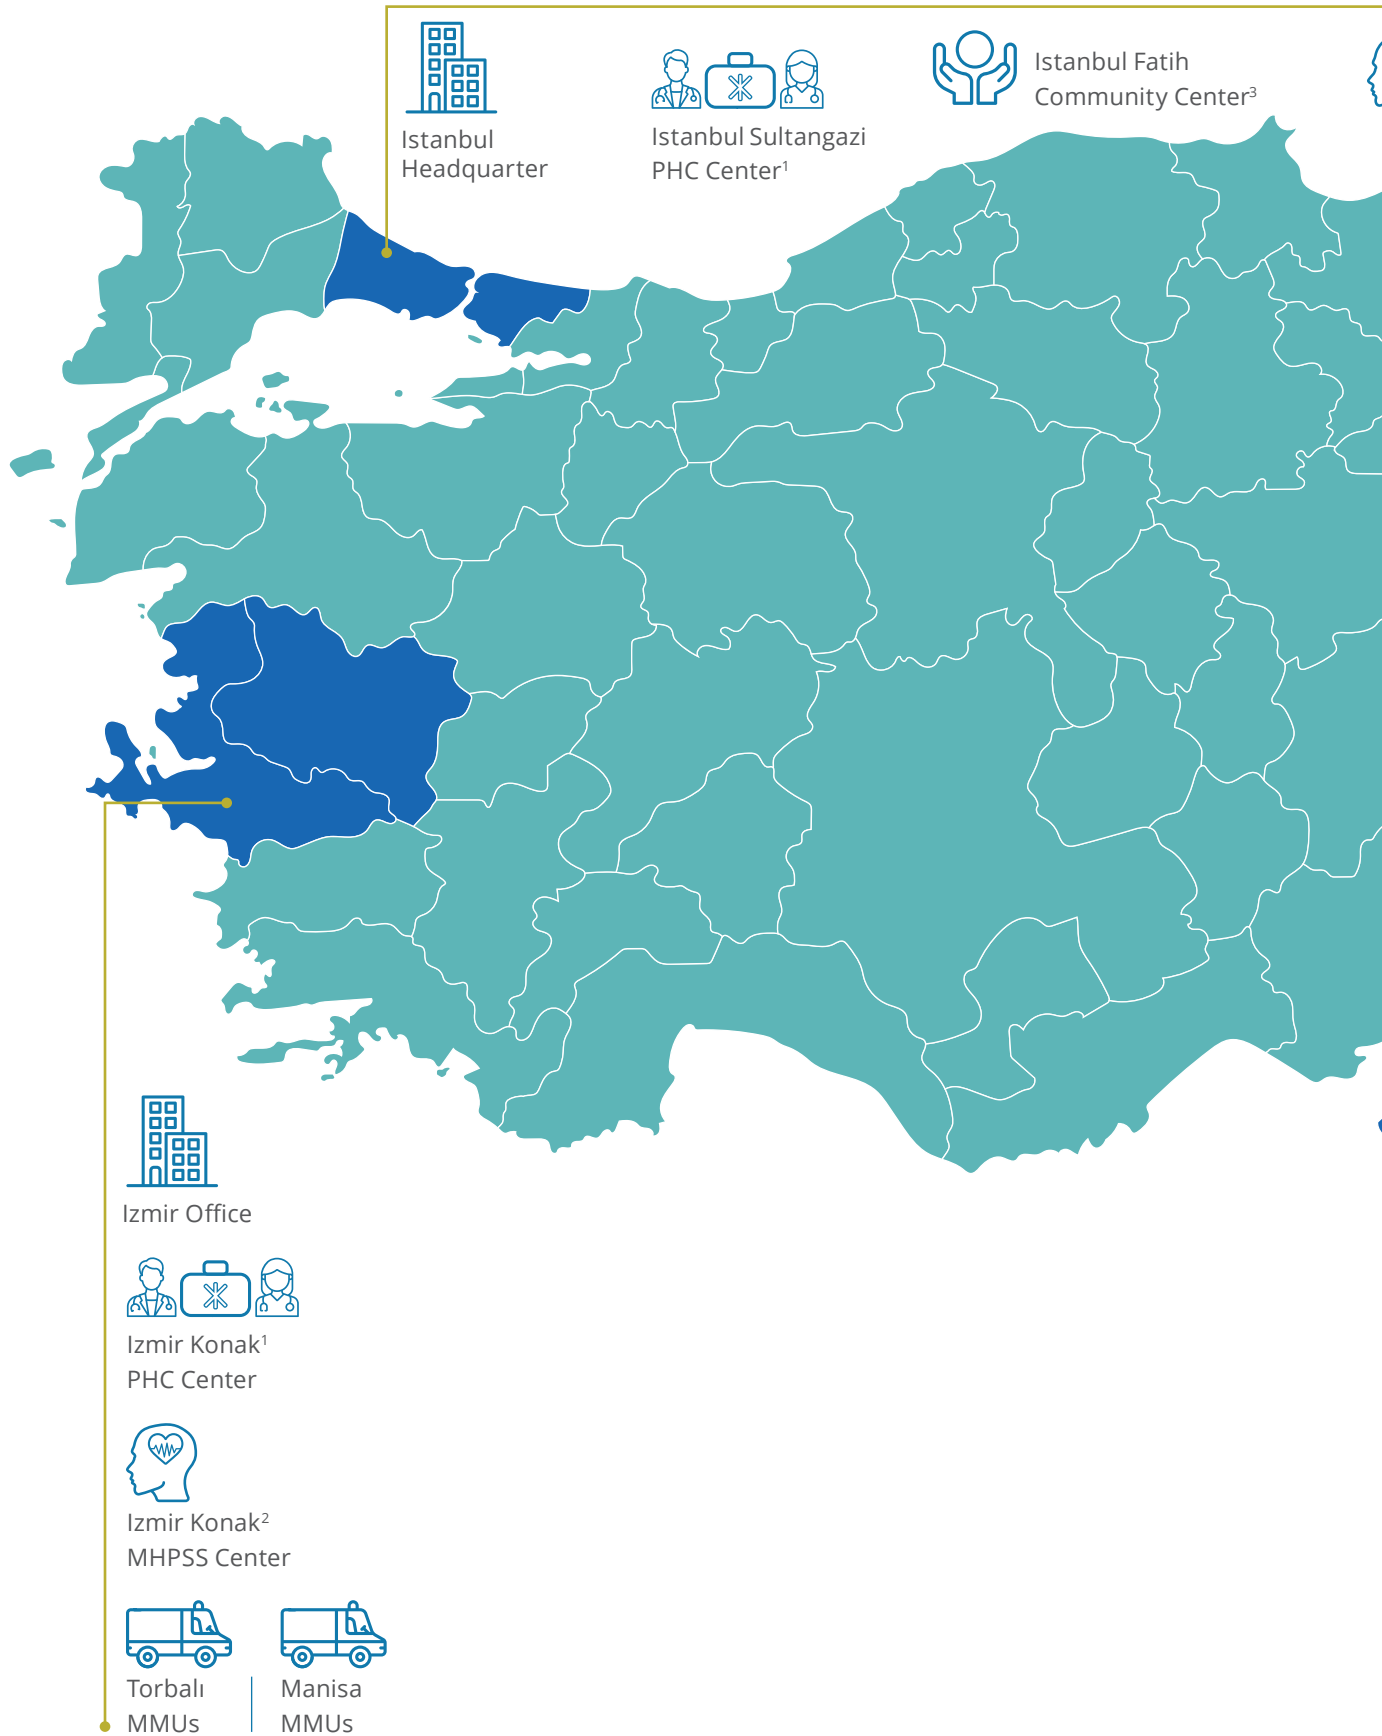 Istanbul
Headquarter
Istanbul Sultangazi
PHC Center¹
Istanbul Fatih
Community Center³
Izmir Office
Izmir Konak¹
PHC Center
Izmir Konak²
MHPSS Center
Torbalı
MMUs
Manisa
MMUs